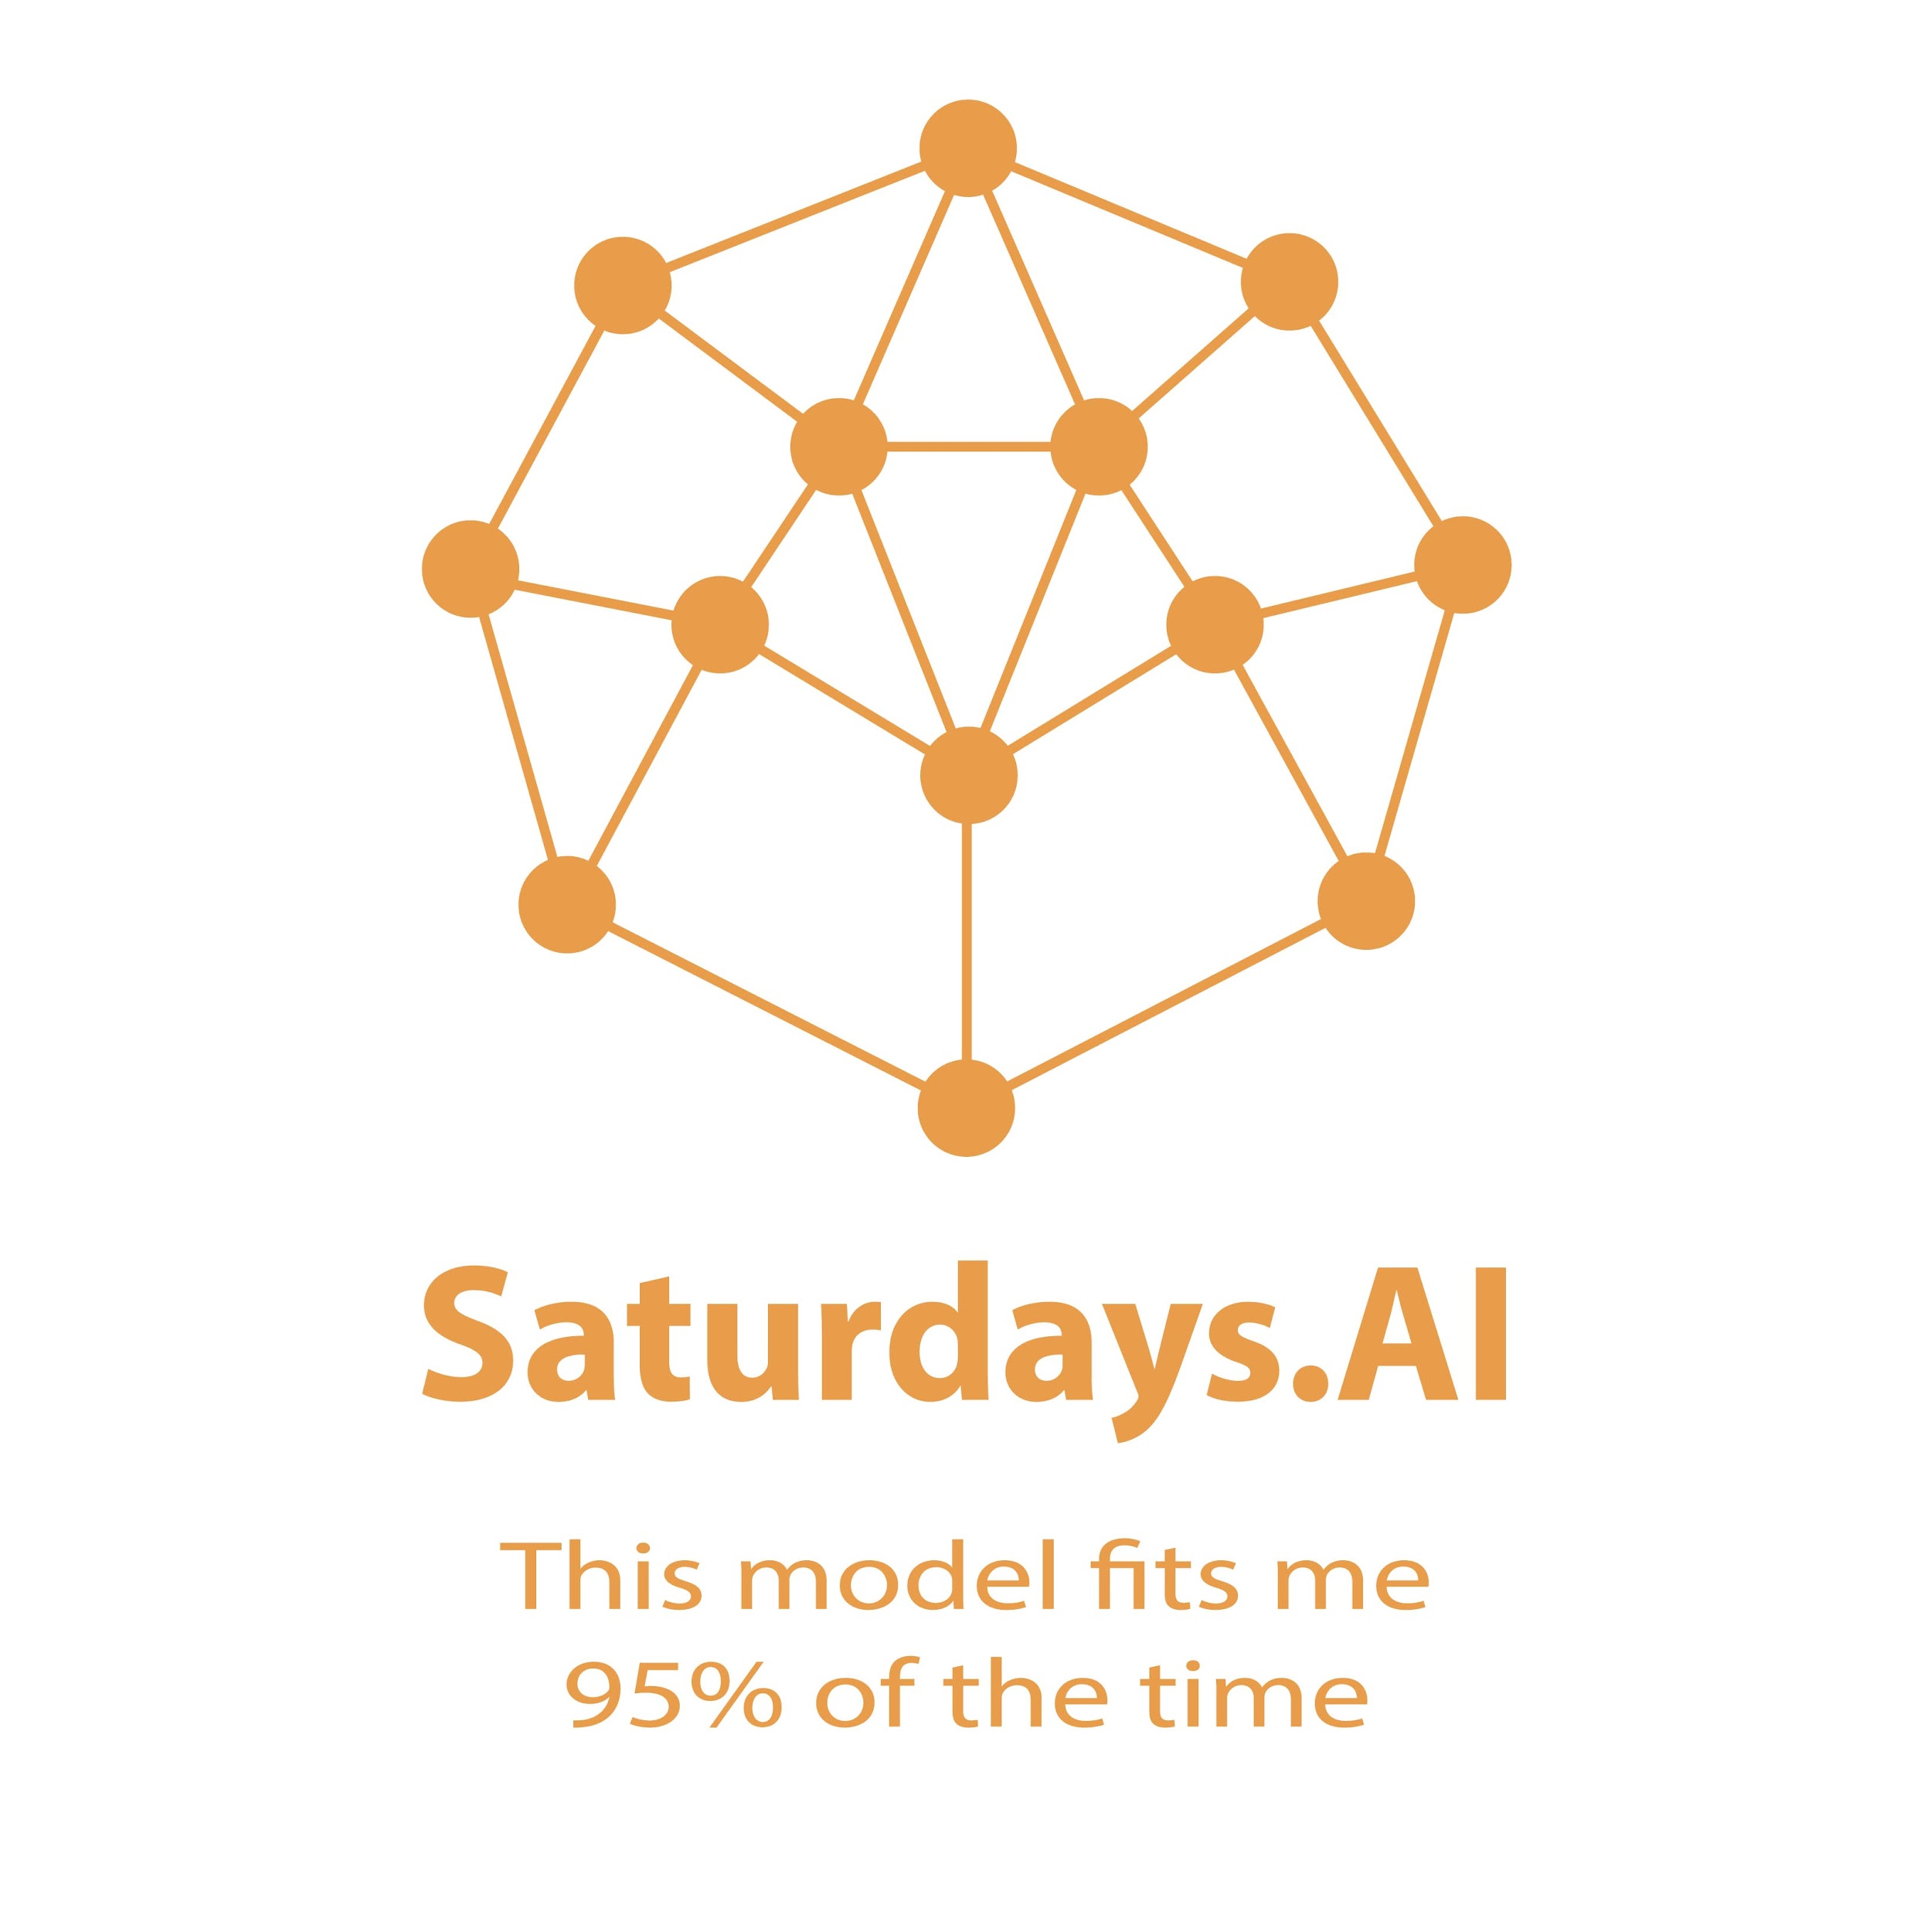 Saturdays.AI
This model fits me
95% of the time